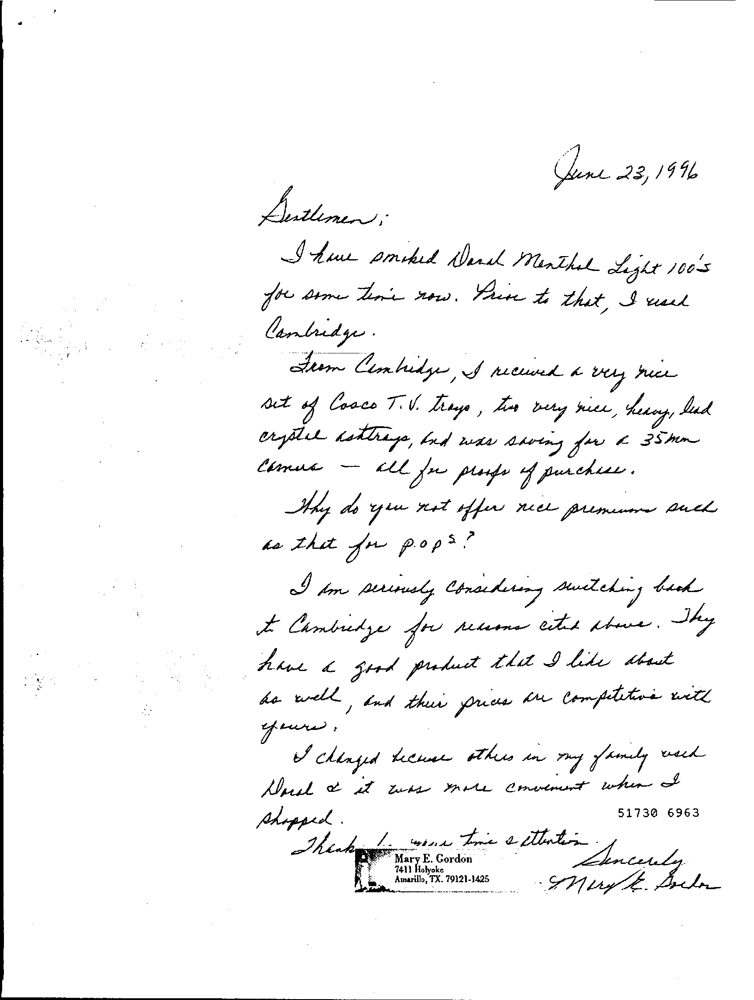 June 23, 1996
Gentlemen;
I have smoked Doral Menthol Light 100's
for some time now. Prior to that, I used
Cambridge.
From Cambridge, I received a very nice
set of Cosco T.V. trays, two very nice, heavy, lead
crystal ashtrays, and was saving for a 35mm
camera — all for proofs of purchase.
Why do you not offer nice premiums such
as that for p.o.p.s?
I am seriously considering switching back
to Cambridge for reasons cited above. They
have a good product that I like about
as well, and their prices are competitive with
yours.
I changed because others in my family used
Doral & it was more convenient when I
shopped.
51730 6963
Thank time & attention.
Sincerely
Mary E. Gordon
Mary E. Gordon
7411 Holyoke
Amarillo, TX. 79121-1425